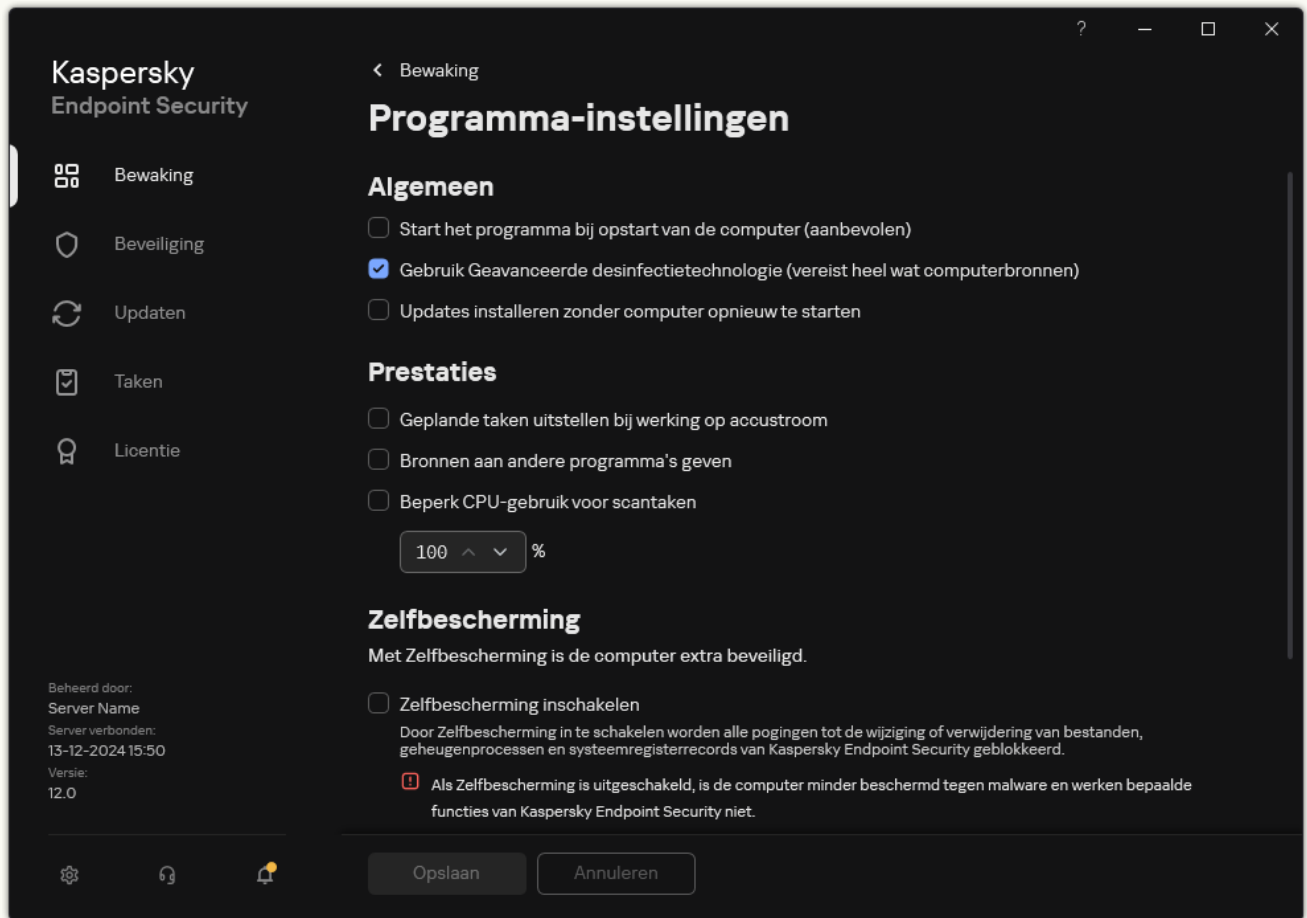 ?
Kaspersky
Endpoint Security
Bewaking
Beveiliging
Updaten
Taken
Licentie
Beheerd door:
Server Name
Server verbonden:
13-12-2024 15:50
Versie:
12.0
Bewaking
Programma-instellingen
Algemeen
Start het programma bij opstart van de computer (aanbevolen)
Gebruik Geavanceerde desinfectietechnologie (vereist heel wat computerbronnen)
Updates installeren zonder computer opnieuw te starten
Prestaties
Geplande taken uitstellen bij werking op accustroom
Bronnen aan andere programma's geven
Beperk CPU-gebruik voor scantaken
100 %
Zelfbescherming
Met Zelfbescherming is de computer extra beveiligd.
Zelfbescherming inschakelen
Door Zelfbescherming in te schakelen worden alle pogingen tot de wijziging of verwijdering van bestanden,
geheugenprocessen en systeemregisterrecords van Kaspersky Endpoint Security geblokkeerd.
Als Zelfbescherming is uitgeschakeld, is de computer minder beschermd tegen malware en werken bepaalde
functies van Kaspersky Endpoint Security niet.
Opslaan
Annuleren